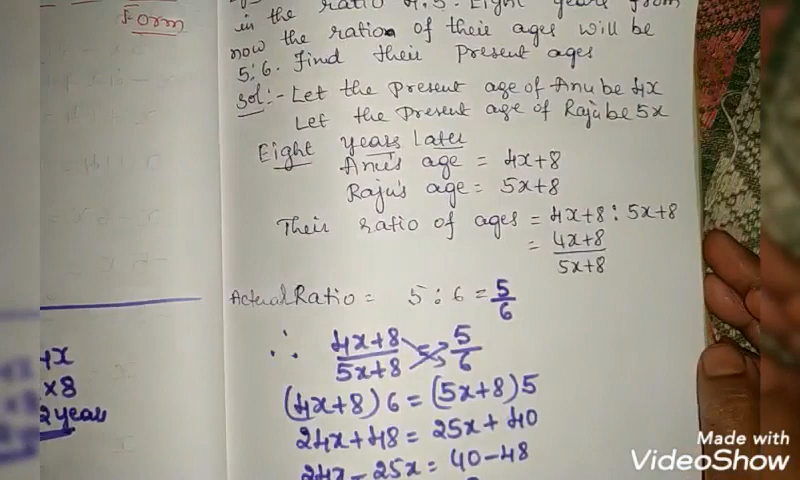 Form
in the ratio 4:5. Eight years from
now the ration of their ages will be
5:6. Find their Present ages
Sol:- Let the Present age of Anu be 4x
Let the Present age of Raju be 5x
Eight years Later
Anu's age = 4x+8
Raju's age = 5x+8
Their ratio of ages = 4x+8 : 5x+8
= 4x+8
5x+8
Actual Ratio = 5 : 6 = 5
6
∴ 4x+8 5
5x+8 6
(4x+8) 6 = (5x+8) 5
24x+48 = 25x+40
24x-25x = 40-48
4x
x8
2 years
Made with
VideoShow